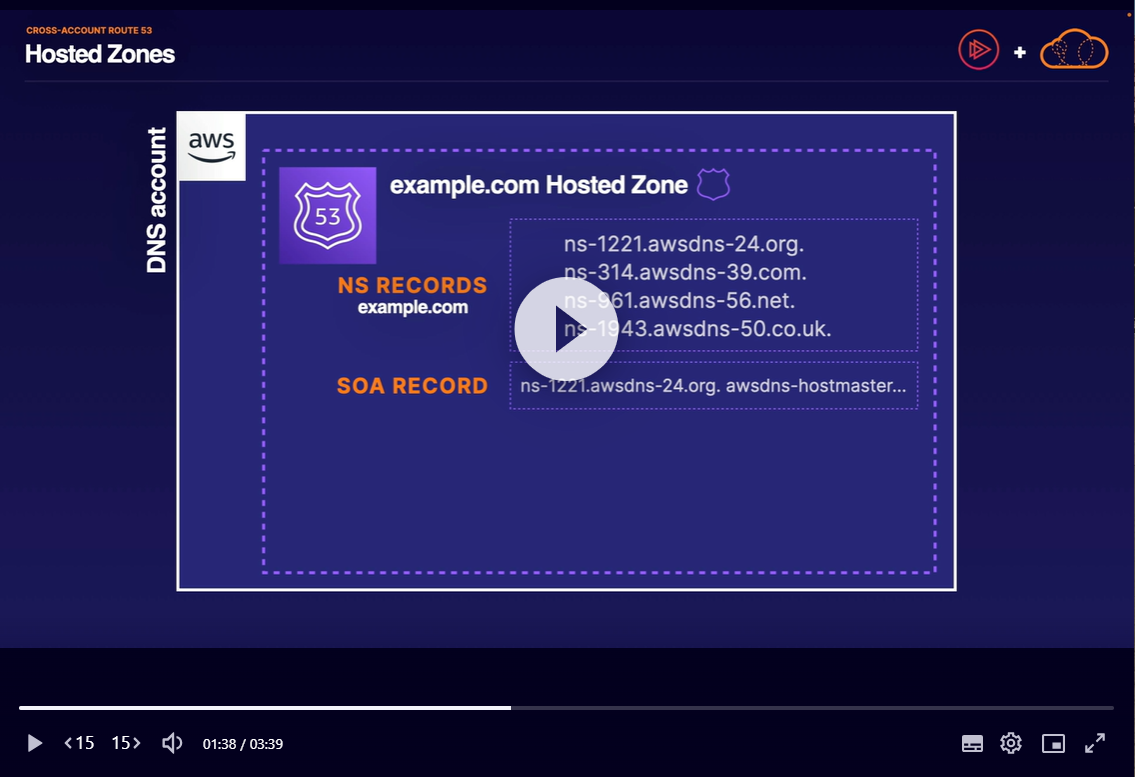 CROSS-ACCOUNT ROUTE 53
Hosted Zones
+
DNS account
aws
53
example.com Hosted Zone
NS RECORDS
example.com
ns-1221.awsdns-24.org.
ns-314.awsdns-39.com.
ns-961.awsdns-56.net.
ns-1943.awsdns-50.co.uk.
SOA RECORD
ns-1221.awsdns-24.org. awsdns-hostmaster...
<15 15> 01:38 / 03:39